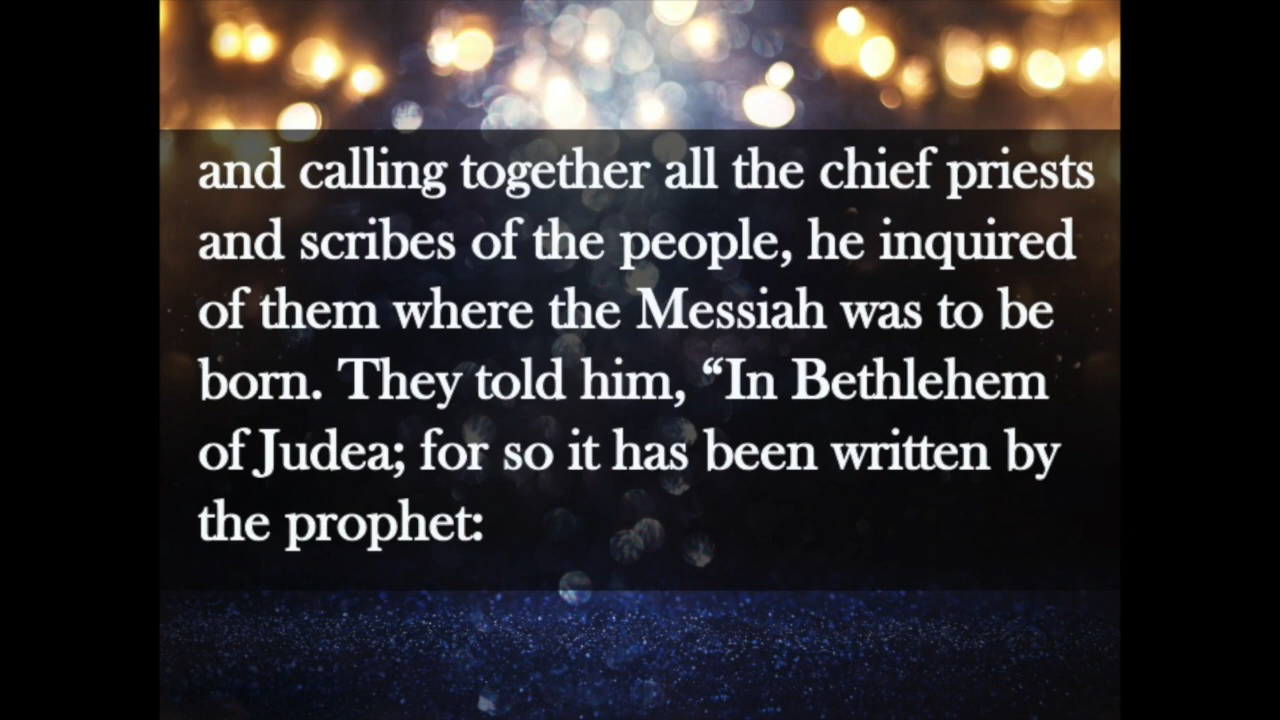 and calling together all the chief priests
and scribes of the people, he inquired
of them where the Messiah was to be
born. They told him, “In Bethlehem
of Judea; for so it has been written by
the prophet: